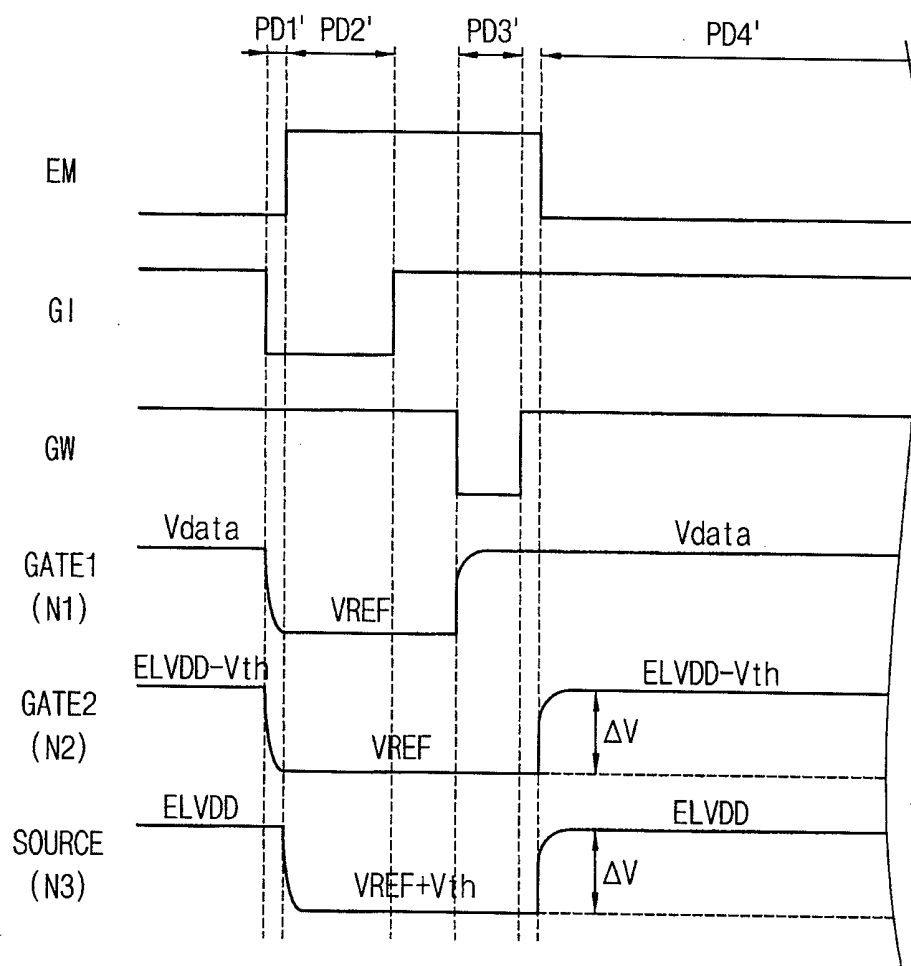 PD1' PD2' PD3' PD4'
EM
GI
GW
Vdata Vdata
GATE1
(N1)
VREF
ELVDD-Vth ELVDD-Vth
GATE2
(N2)
VREF ΔV
ELVDD ELVDD
SOURCE
(N3)
VREF+Vth ΔV